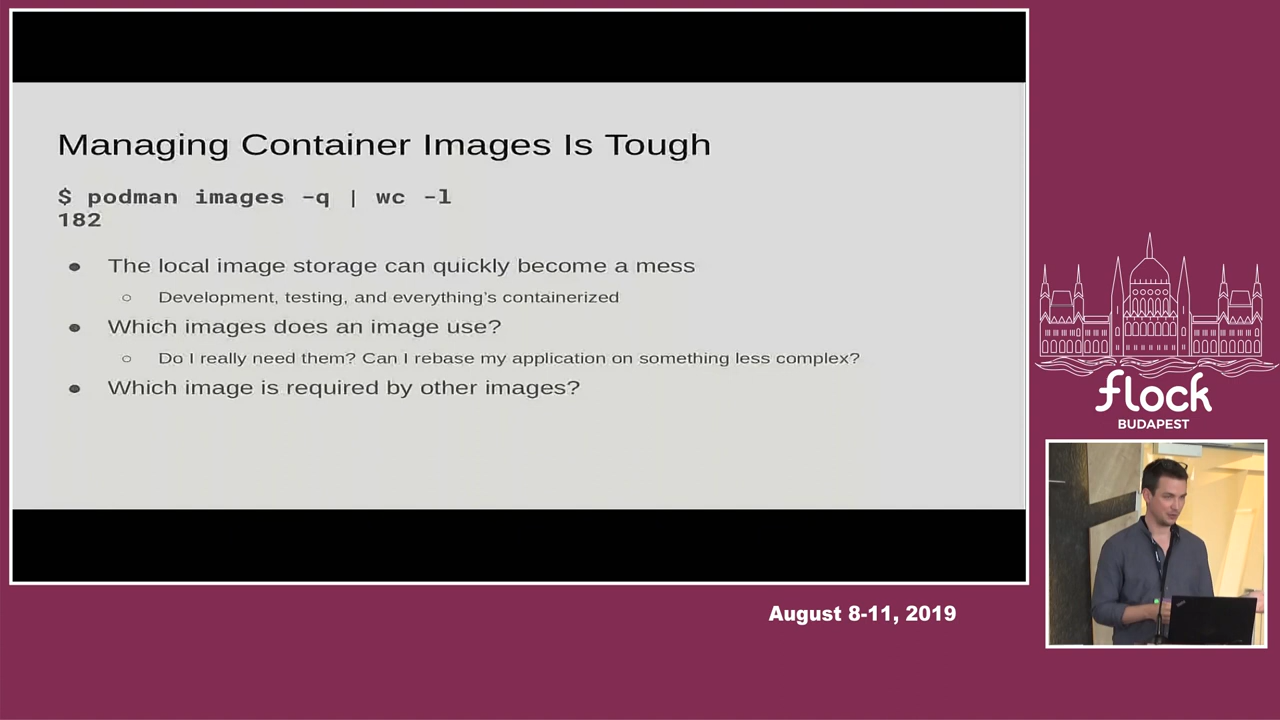 Managing Container Images Is Tough
$ podman images -q | wc -l
182
● The local image storage can quickly become a mess
○ Development, testing, and everything's containerized
● Which images does an image use?
○ Do I really need them? Can I rebase my application on something less complex?
● Which image is required by other images?
flock
BUDAPEST
August 8-11, 2019